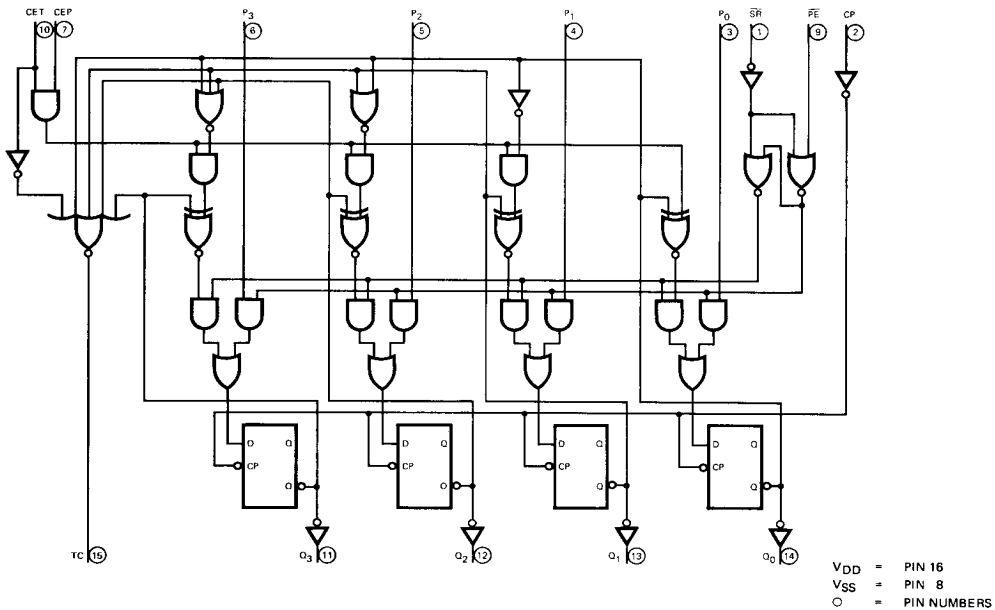 CET CEP P3 P2 P1 P0 SR PE CP
10 7 6 5 4 3 1 9 2
D Q D Q D Q D Q
CP CP CP CP
Q Q Q Q
TC 15 Q3 11 Q2 12 Q1 13 Q0 14
VDD = PIN 16
VSS = PIN 8
O = PIN NUMBERS